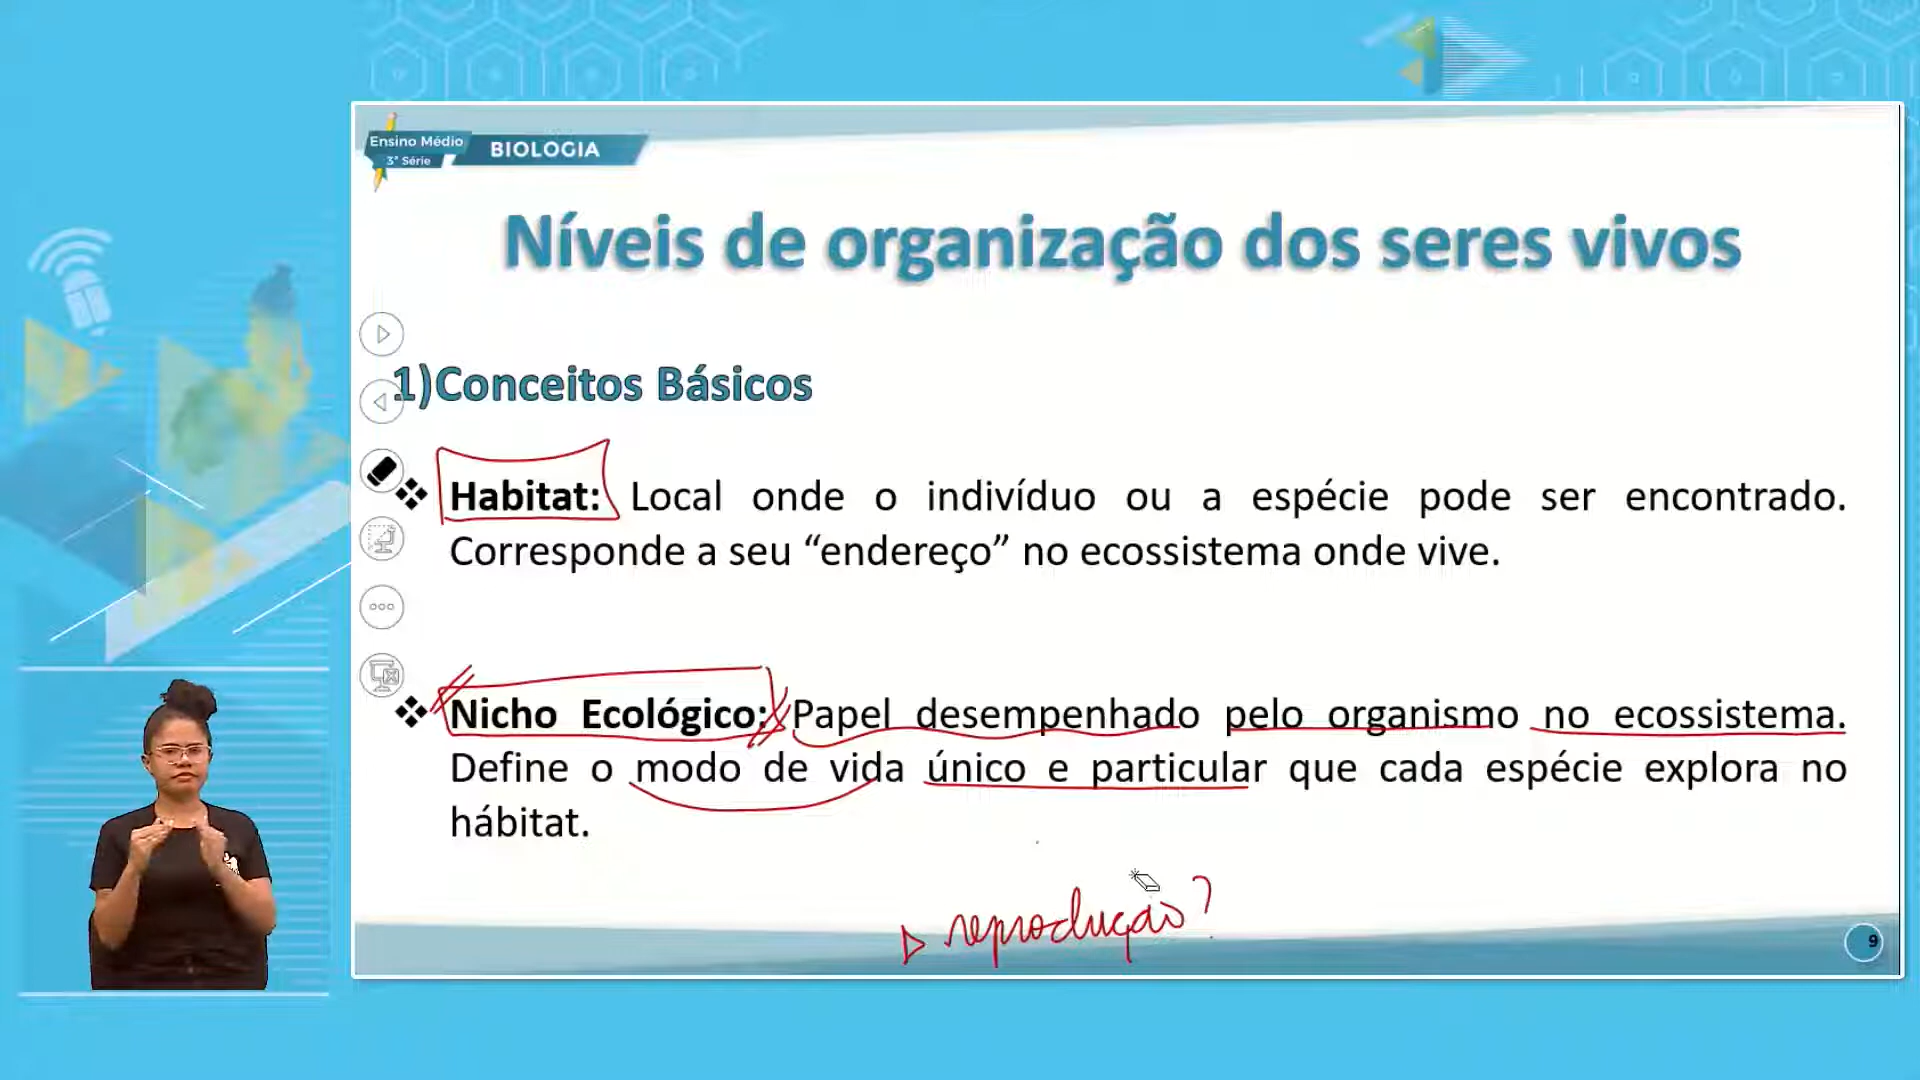 Ensino Médio
3ª Série
BIOLOGIA
Níveis de organização dos seres vivos
1)Conceitos Básicos
❖ Habitat: Local onde o indivíduo ou a espécie pode ser encontrado.
Corresponde a seu “endereço” no ecossistema onde vive.
❖ Nicho Ecológico: Papel desempenhado pelo organismo no ecossistema.
Define o modo de vida único e particular que cada espécie explora no
hábitat.
reprodução?
9